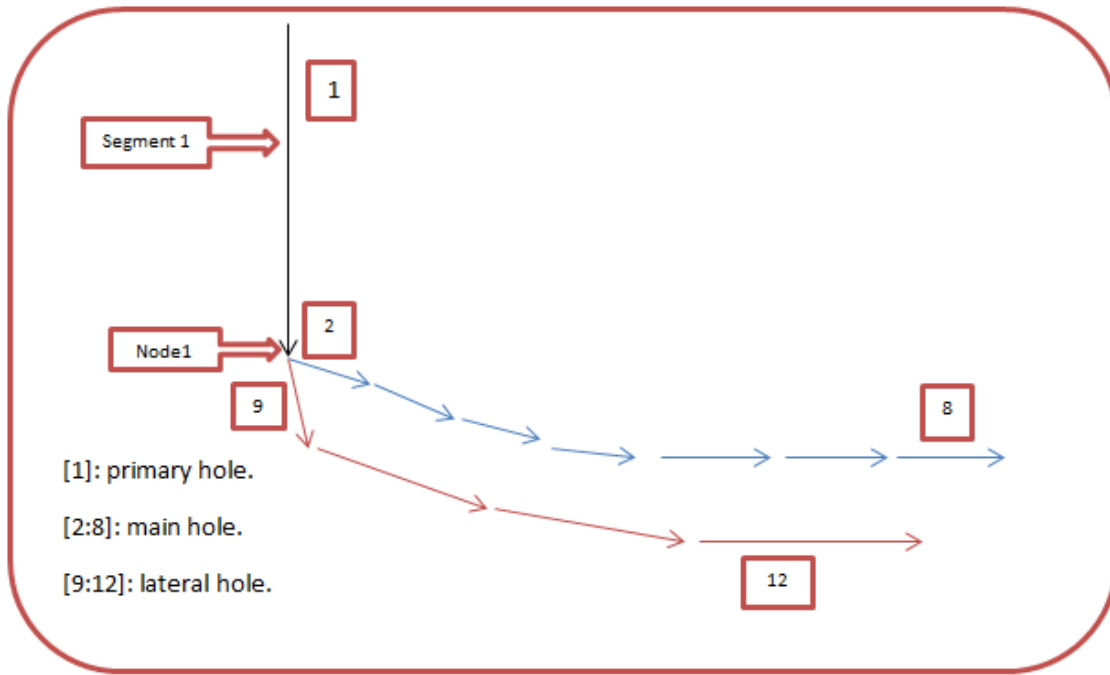 1
Segment 1
2
Node1
9
8
[1]: primary hole.
[2:8]: main hole.
[9:12]: lateral hole.
12